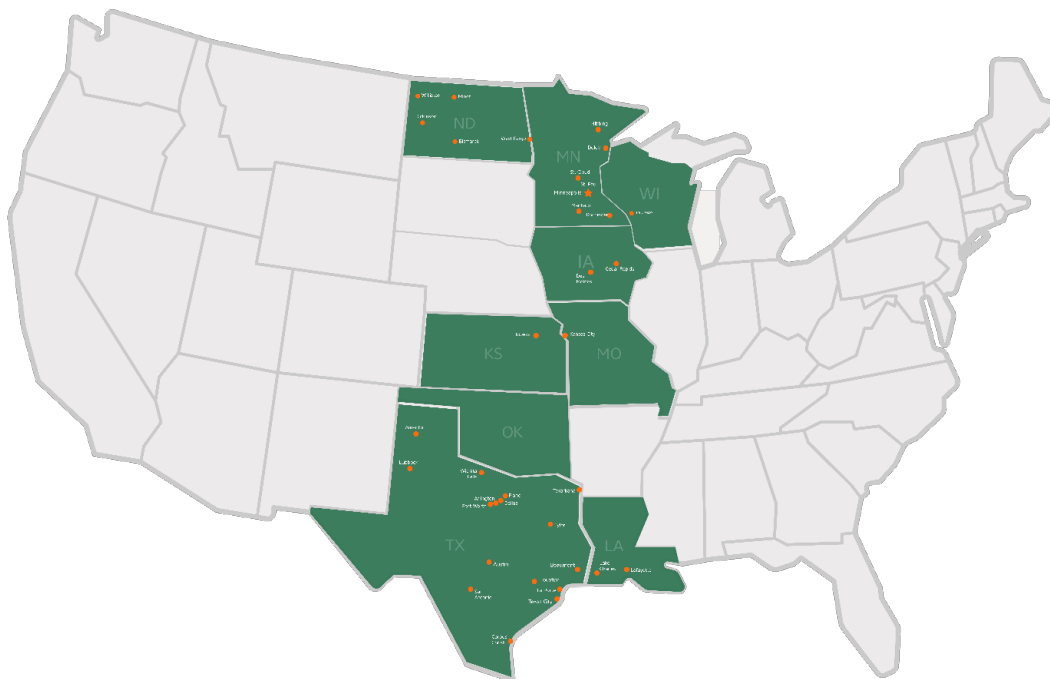 Williston
Minot
ND
Dickinson
Bismarck
Hibbing
Duluth
MN
St. Cloud
St. Paul
Minneapolis
Mankato
Rochester
WI
IA
Cedar Rapids
Des
Moines
Kansas City
KS
MO
OK
Amarillo
Lubbock
Wichita
Falls
Texarkana
Arlington
Plano
Fort Worth
Dallas
Tyler
TX
LA
Austin
Beaumont
Lake
Charles
Lafayette
Houston
San
Antonio
Texas City
Corpus
Christi